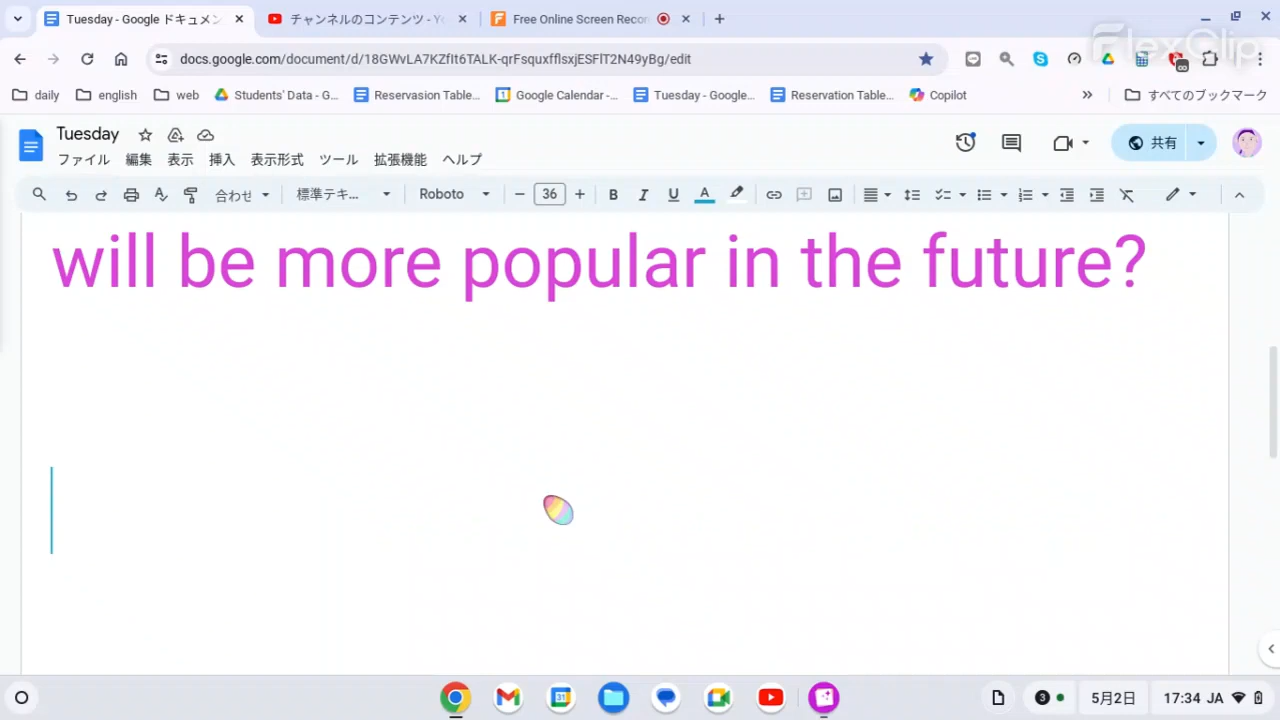 Tuesday - Google ドキュメン
チャンネルのコンテンツ - Y
Free Online Screen Recor
FlexClip
docs.google.com/document/d/18GWvLA7KZfIt6TALK-qrFsquxfflsxjESFlT2N49yBg/edit
daily
english
web
Students' Data - G...
Reservasion Table...
Google Calendar -...
Tuesday - Google...
Reservation Table...
Copilot
»
すべてのブックマーク
Tuesday
ファイル 編集 表示 挿入 表示形式 ツール 拡張機能 ヘルプ
共有
合わせ
標準テキ...
Roboto
− 36 +
B I U A
will be more popular in the future?
31
3
5月2日
17:34 JA